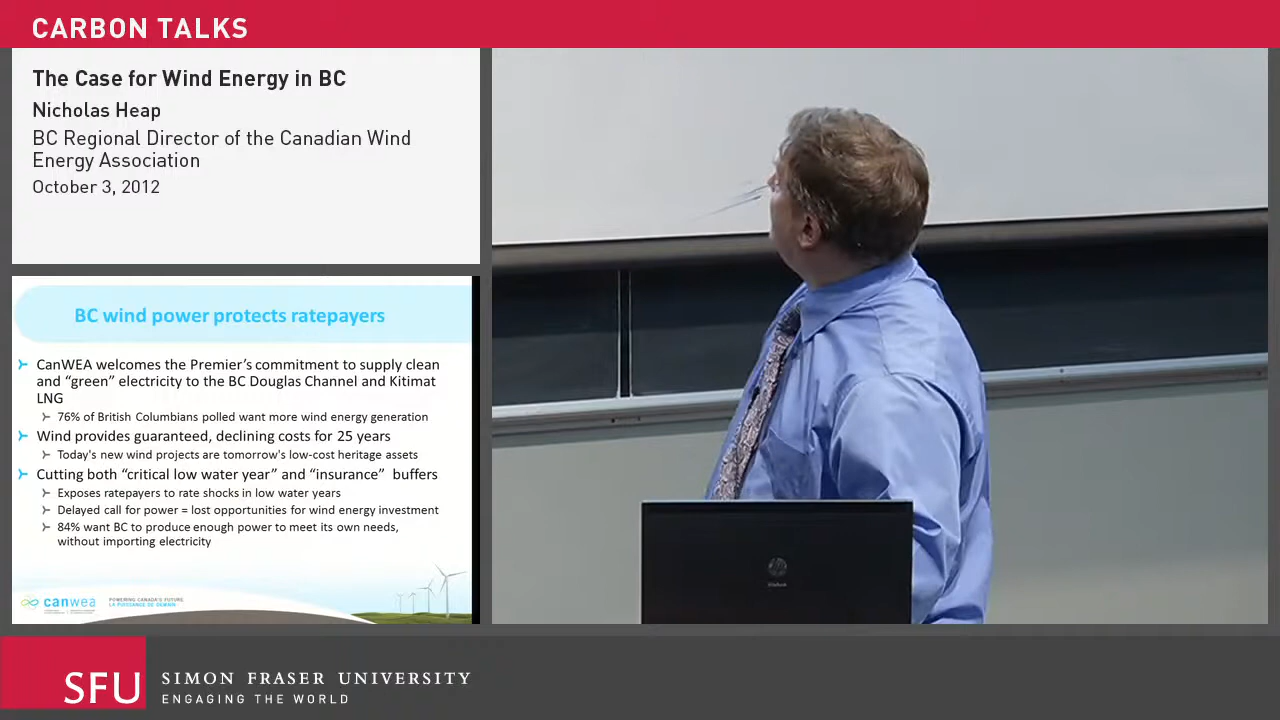 CARBON TALKS
The Case for Wind Energy in BC
Nicholas Heap
BC Regional Director of the Canadian Wind
Energy Association
October 3, 2012
BC wind power protects ratepayers
CanWEA welcomes the Premier's commitment to supply clean
and “green” electricity to the BC Douglas Channel and Kitimat
LNG
76% of British Columbians polled want more wind energy generation
Wind provides guaranteed, declining costs for 25 years
Today's new wind projects are tomorrow's low-cost heritage assets
Cutting both “critical low water year” and “insurance” buffers
Exposes ratepayers to rate shocks in low water years
Delayed call for power = lost opportunities for wind energy investment
84% want BC to produce enough power to meet its own needs,
without importing electricity
canwea
POWERING CANADA'S FUTURE
LA PUISSANCE DE DEMAIN
hp
SFU
SIMON FRASER UNIVERSITY
ENGAGING THE WORLD